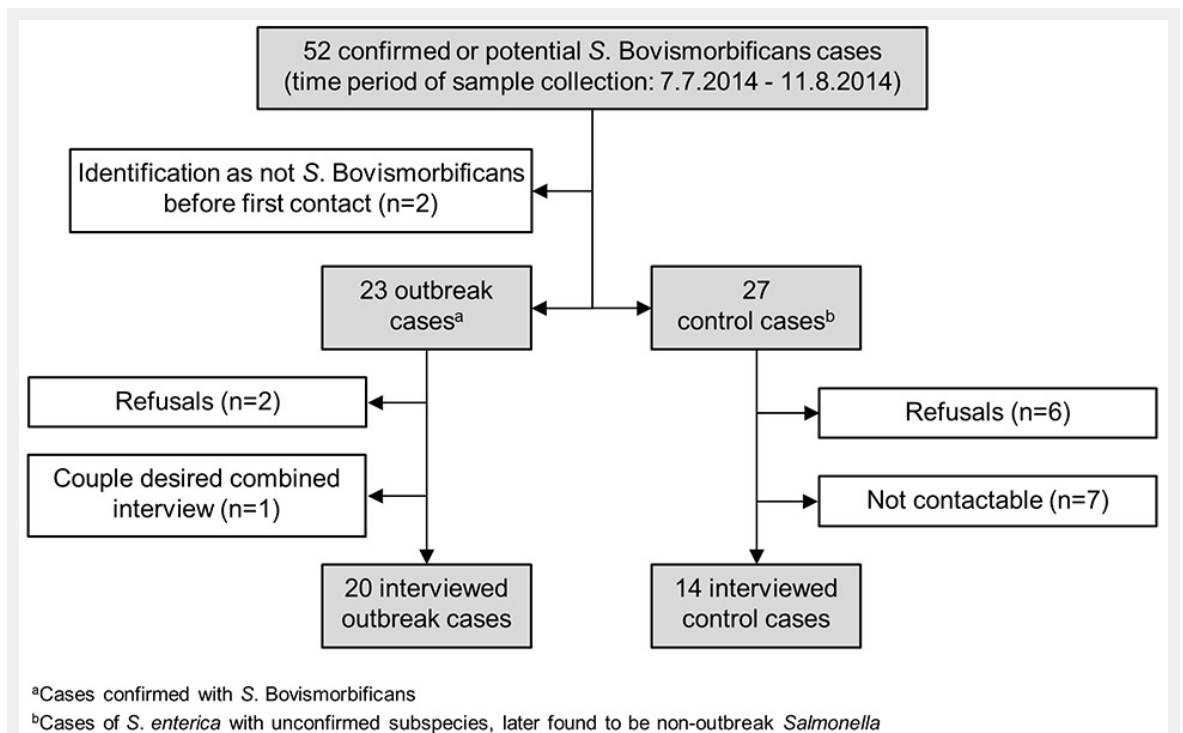 52 confirmed or potential S. Bovismorbificans cases
(time period of sample collection: 7.7.2014 - 11.8.2014)
Identification as not S. Bovismorbificans
before first contact (n=2)
23 outbreak
casesᵃ
27
control casesᵇ
Refusals (n=2)
Refusals (n=6)
Couple desired combined
interview (n=1)
Not contactable (n=7)
20 interviewed
outbreak cases
14 interviewed
control cases
ᵃCases confirmed with S. Bovismorbificans
ᵇCases of S. enterica with unconfirmed subspecies, later found to be non-outbreak Salmonella